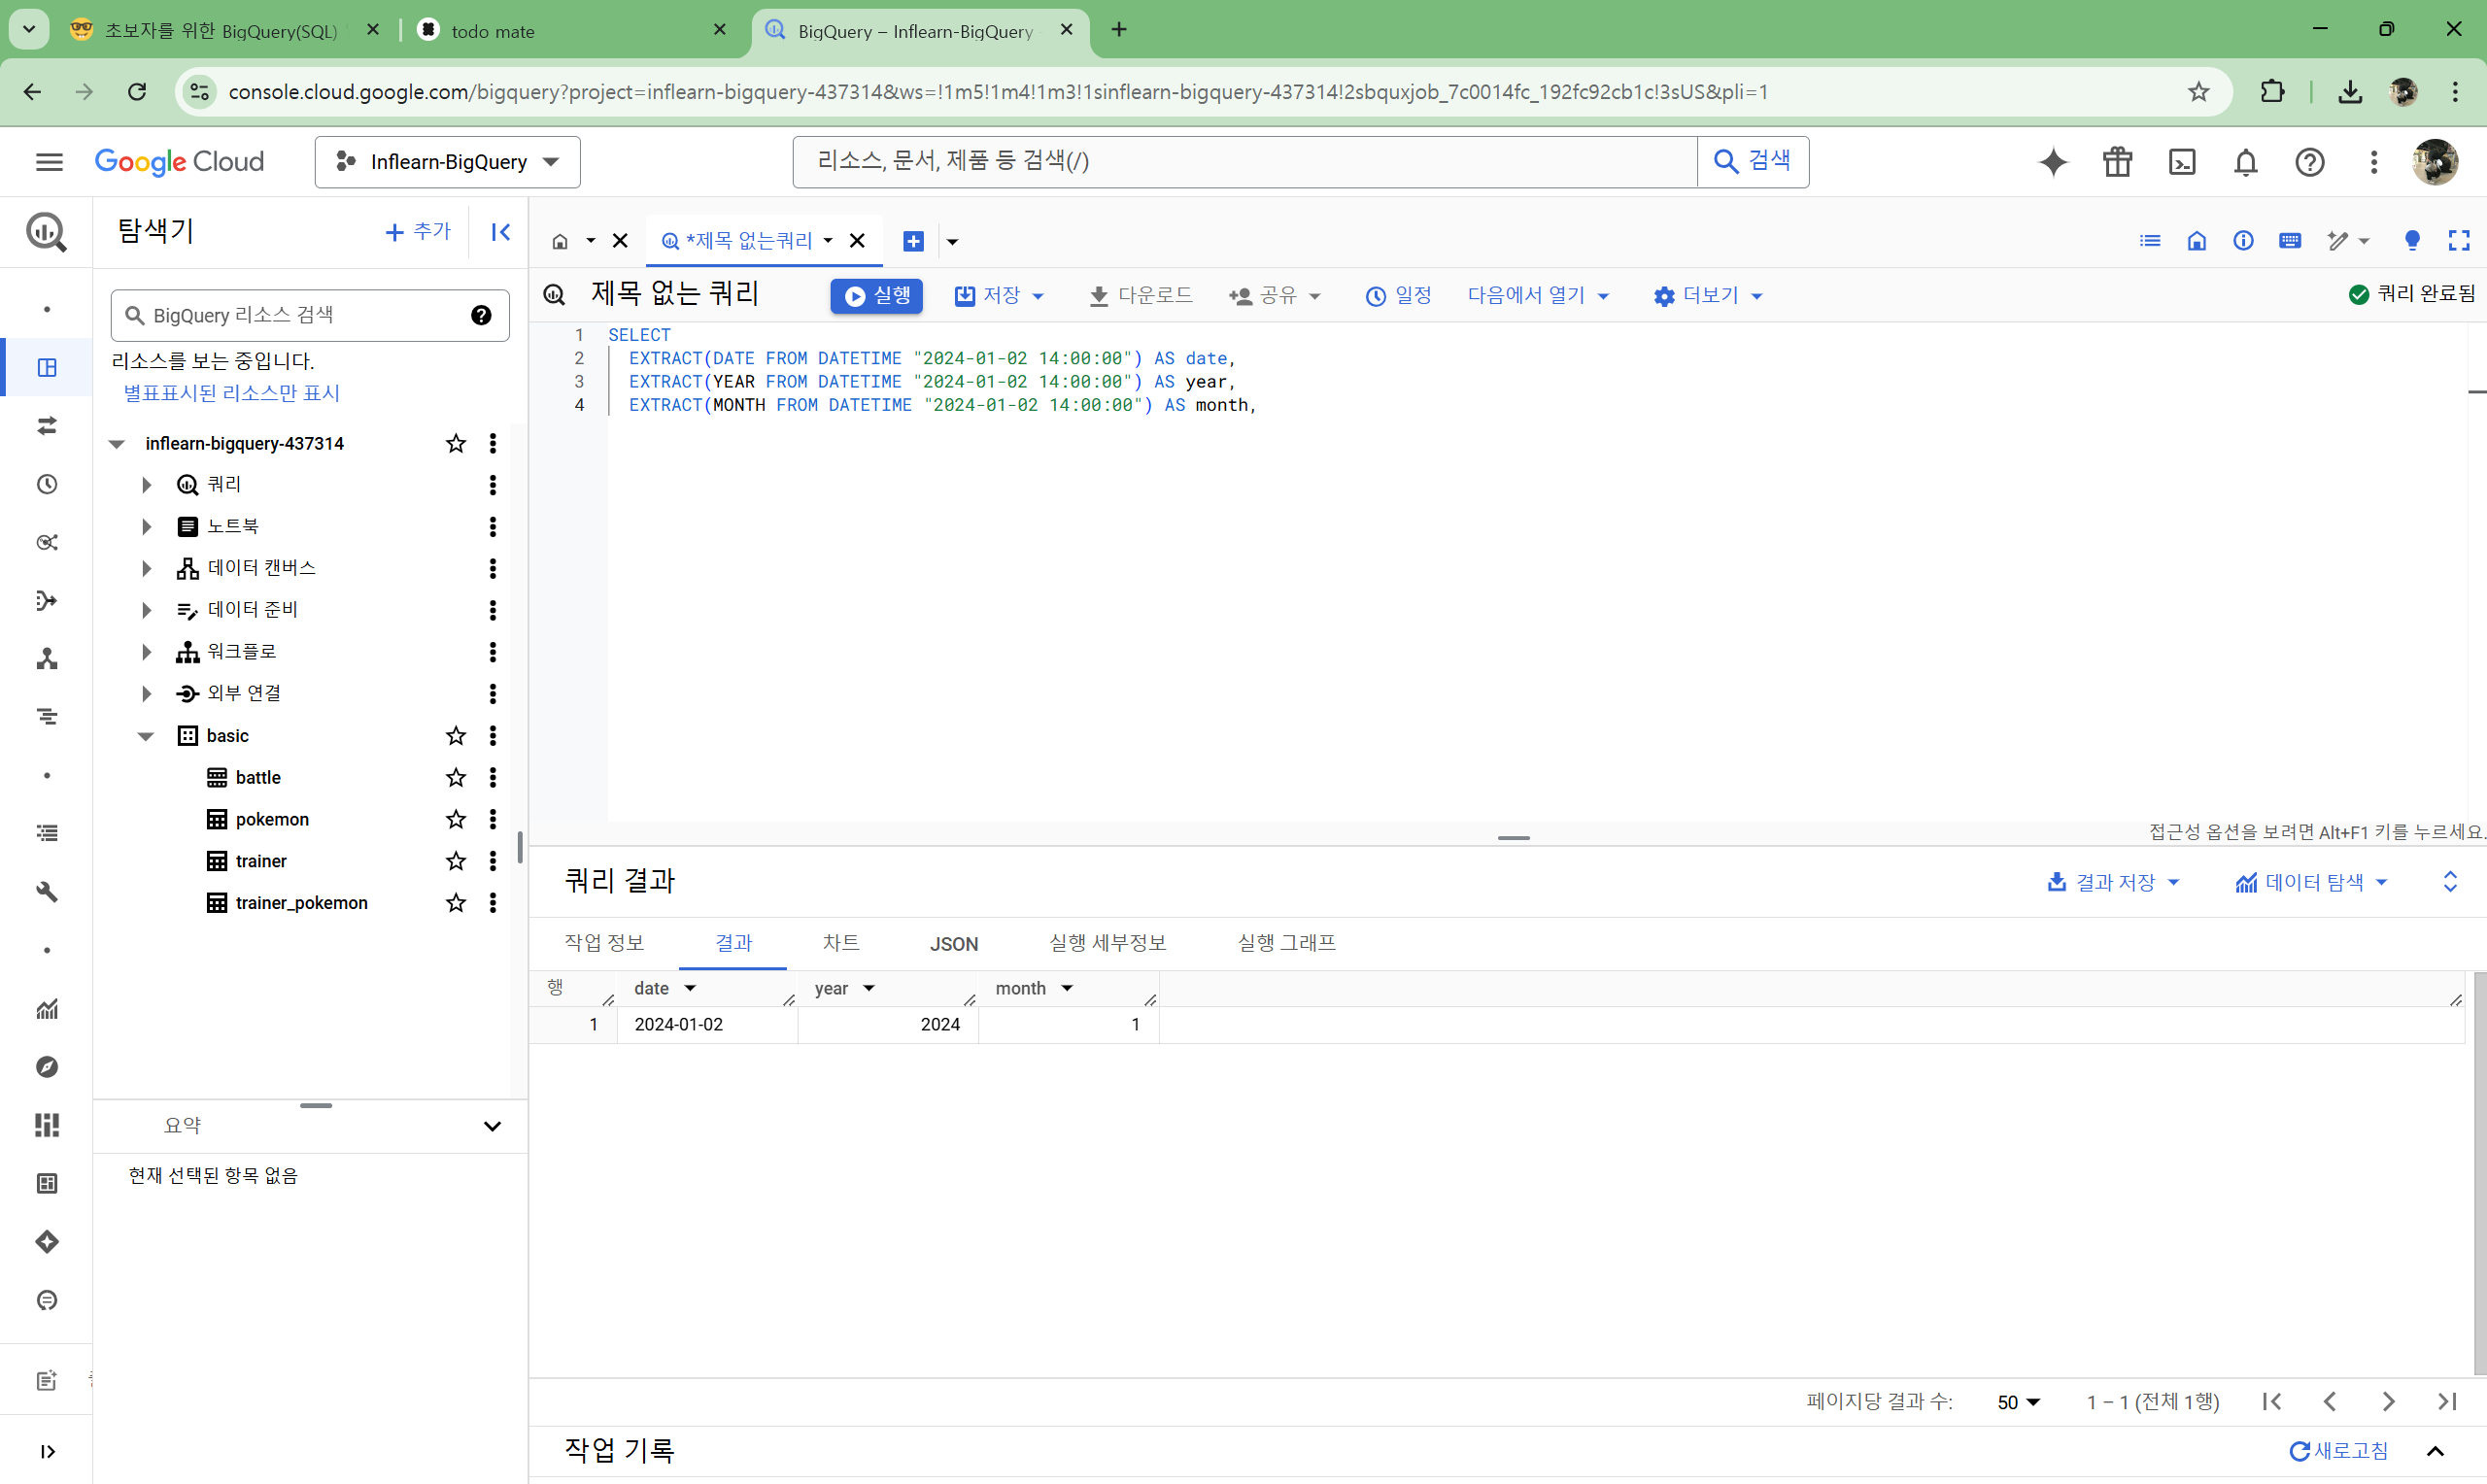 초보자를 위한 BigQuery(SQL)
todo mate
BigQuery – Inflearn-BigQuery
console.cloud.google.com/bigquery?project=inflearn-bigquery-437314&ws=!1m5!1m4!1m3!1sinflearn-bigquery-437314!2sbquxjob_7c0014fc_192fc92cb1c!3sUS&pli=1
Google Cloud
Inflearn-BigQuery
리소스, 문서, 제품 등 검색(/)
검색
탐색기
추가
*제목 없는쿼리
BigQuery 리소스 검색
제목 없는 쿼리
실행
저장
다운로드
공유
일정
다음에서 열기
더보기
쿼리 완료됨
리소스를 보는 중입니다.
별표표시된 리소스만 표시
inflearn-bigquery-437314
쿼리
노트북
데이터 캔버스
데이터 준비
워크플로
외부 연결
basic
battle
pokemon
trainer
trainer_pokemon
요약
현재 선택된 항목 없음
1 SELECT
2 EXTRACT(DATE FROM DATETIME "2024-01-02 14:00:00") AS date,
3 EXTRACT(YEAR FROM DATETIME "2024-01-02 14:00:00") AS year,
4 EXTRACT(MONTH FROM DATETIME "2024-01-02 14:00:00") AS month,
접근성 옵션을 보려면 Alt+F1 키를 누르세요.
쿼리 결과
결과 저장
데이터 탐색
작업 정보
결과
차트
JSON
실행 세부정보
실행 그래프
행 date year month
1 2024-01-02 2024 1
페이지당 결과 수: 50 1 – 1 (전체 1행)
작업 기록
새로고침